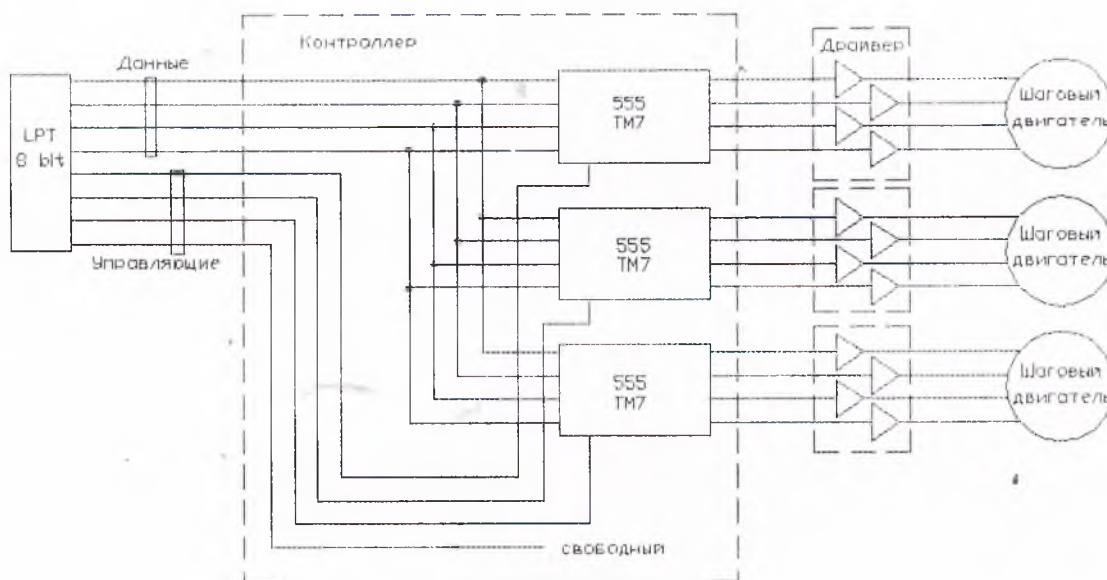 Контроллер
Драйвер
Данные
LPT
8 bit
Управляющие
555
ТМ7
555
ТМ7
555
ТМ7
Шаговый
двигатель
Шаговый
двигатель
Шаговый
двигатель
свободный